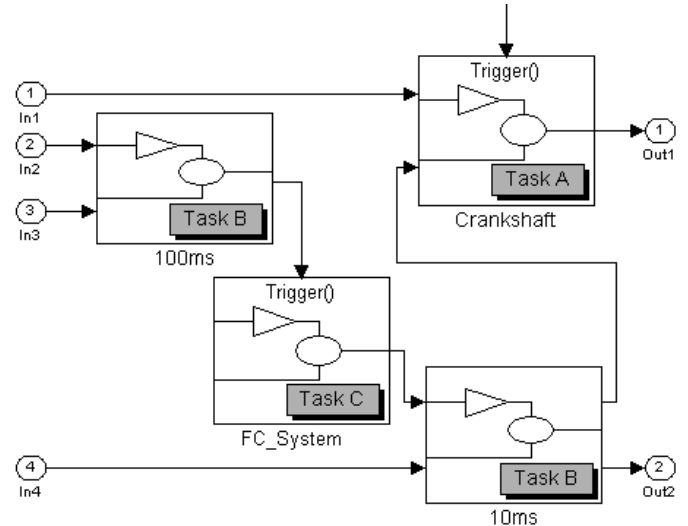 Trigger()
1
In1
2
In2
3
In3
1
Out1
Task A
Crankshaft
Task B
100ms
Trigger()
Task C
FC_System
4
In4
Task B
10ms
2
Out2